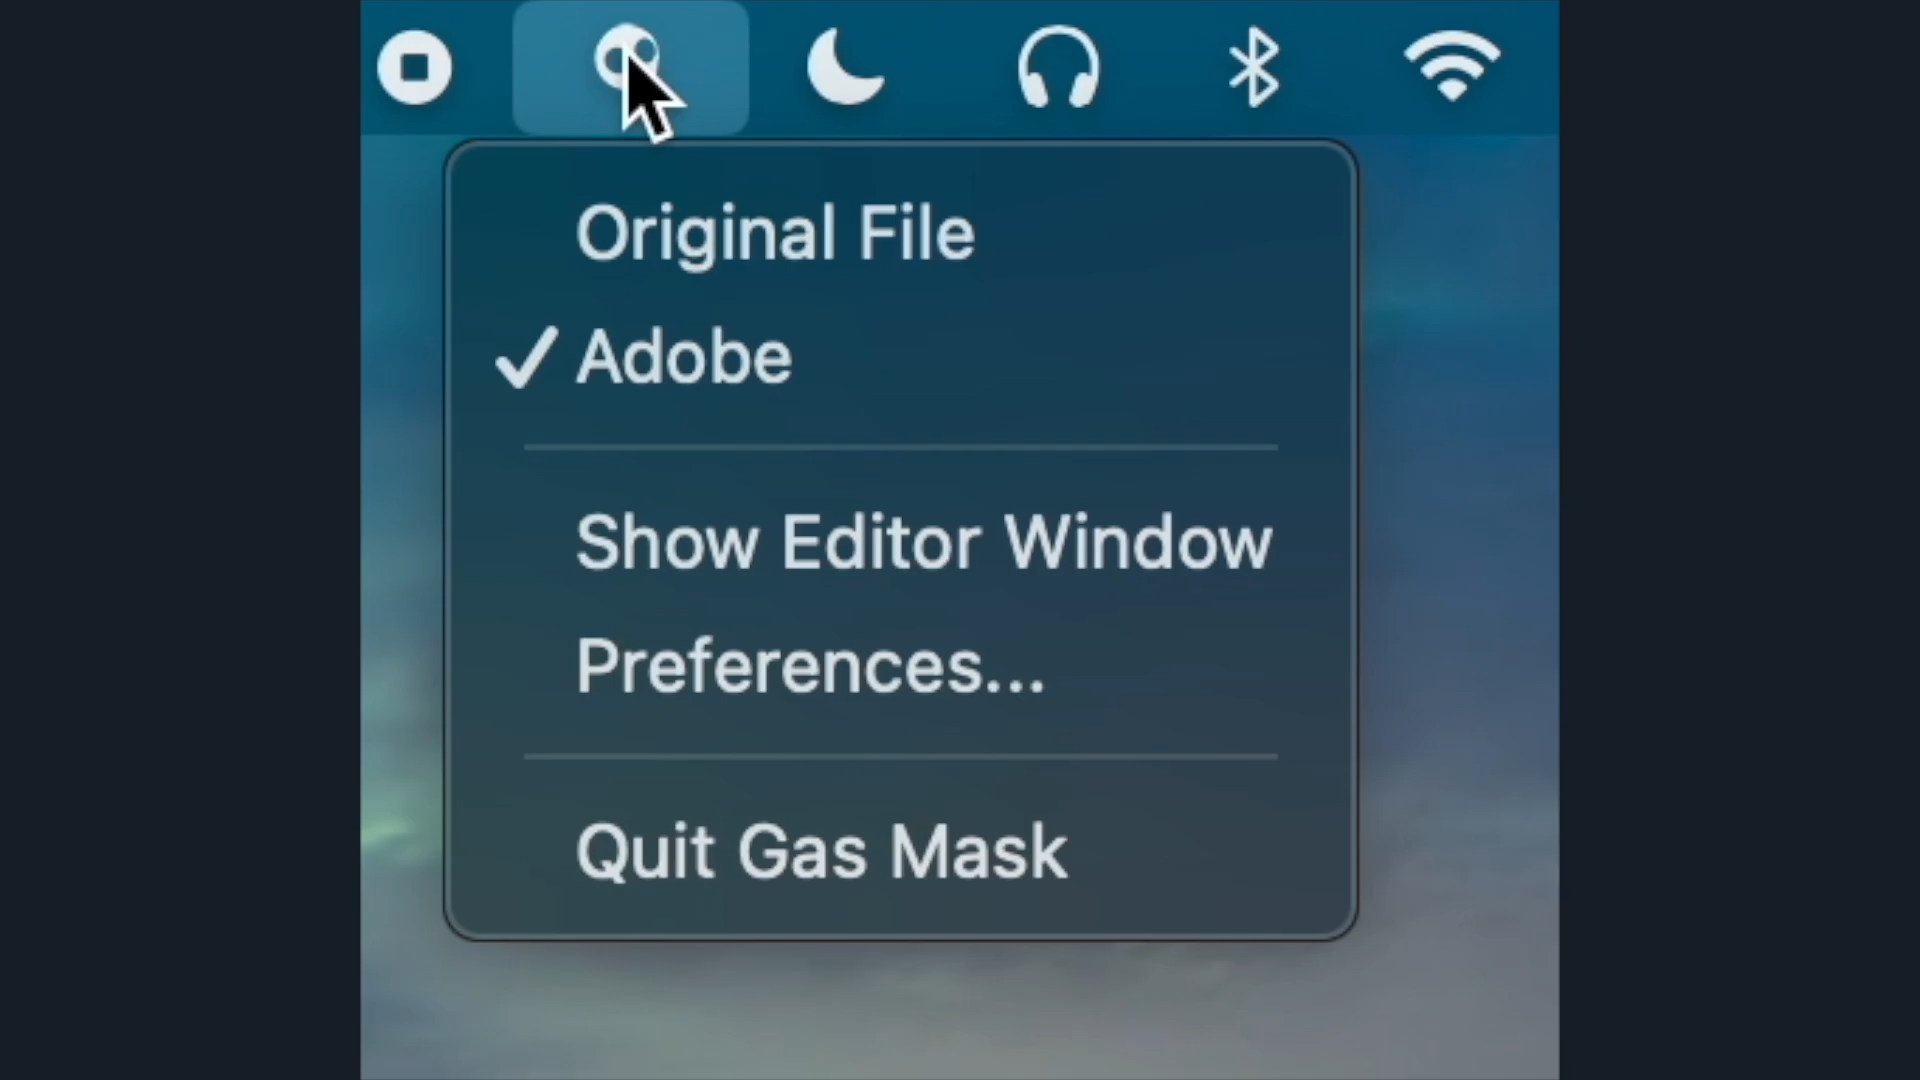 Original File
Adobe
Show Editor Window
Preferences...
Quit Gas Mask